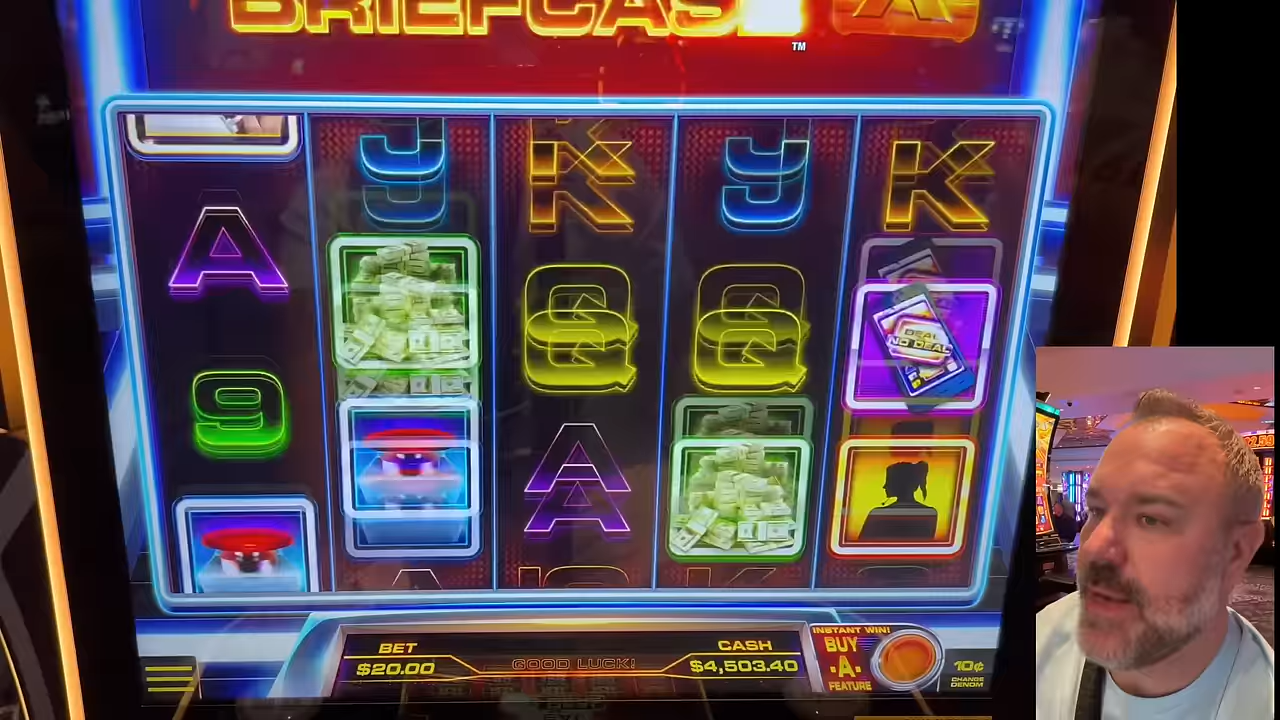 BRIEFCASE
X
TM
J K J K
A
Q Q
DEAL
NO DEAL
9
A
BET
$20.00
GOOD LUCK!
CASH
$4,503.40
INSTANT WIN!
BUY
·A·
FEATURE
10¢
CHANGE
DENOM